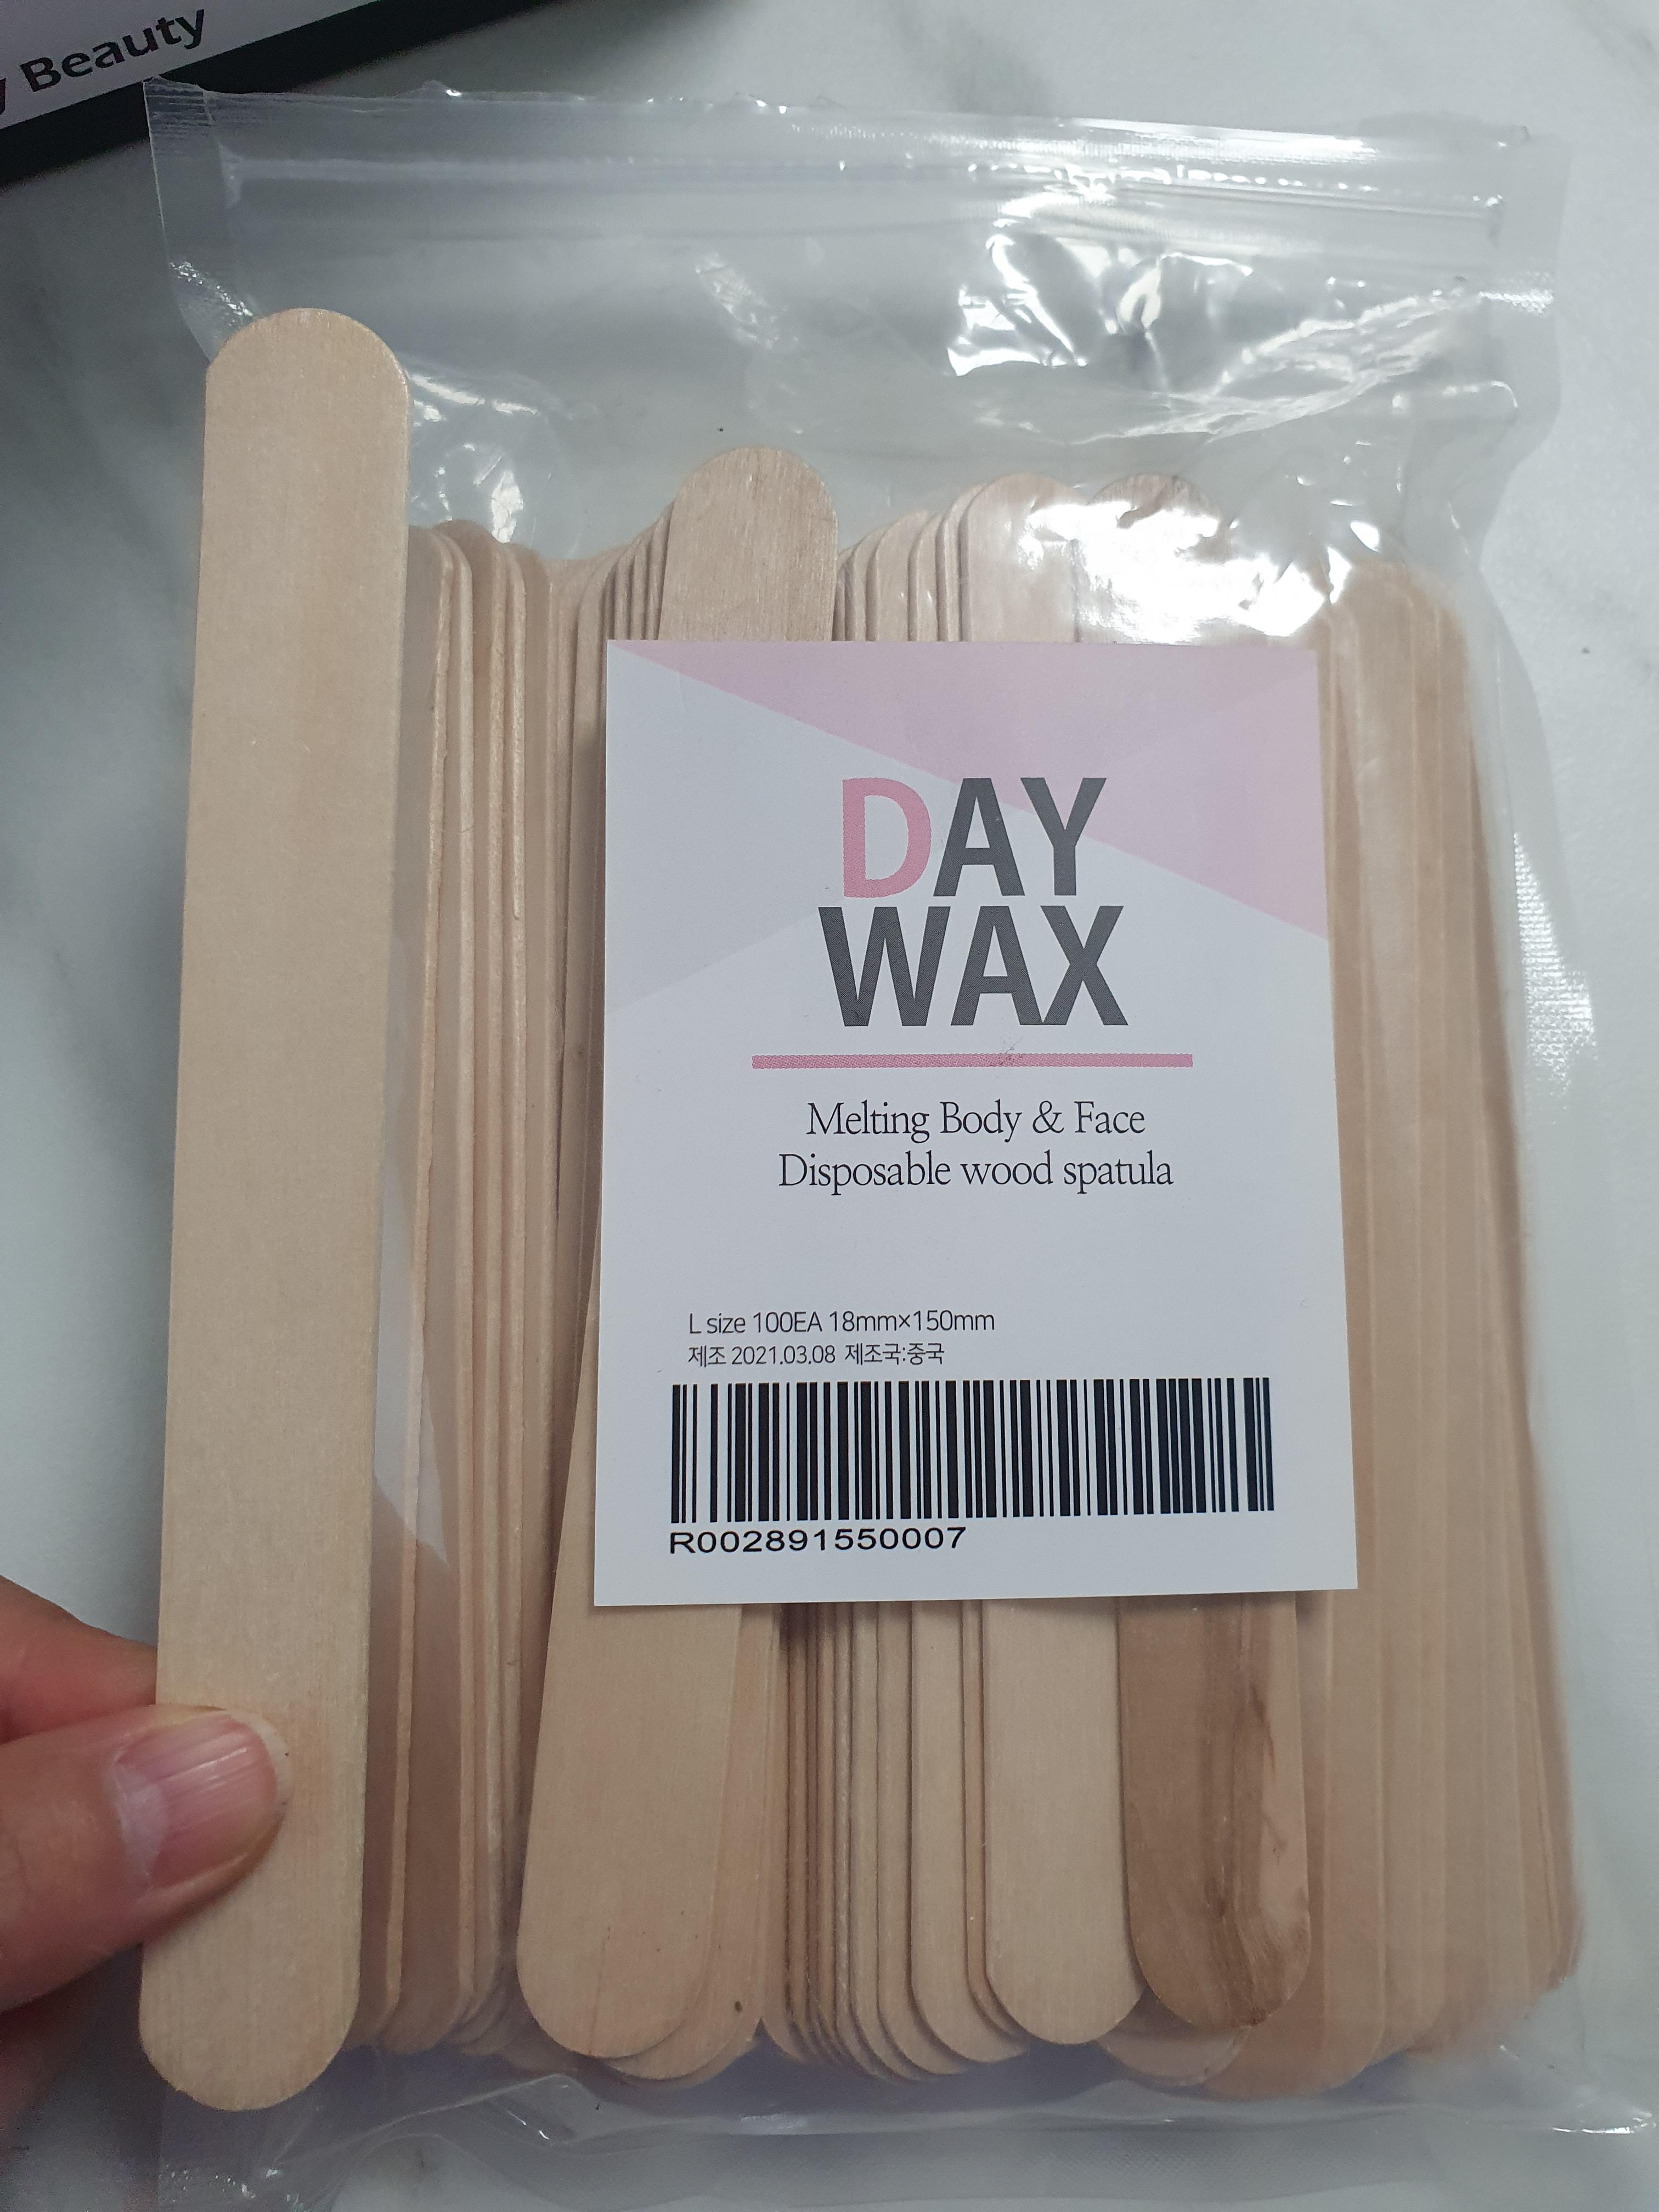 Beauty
DAY
WAX
Melting Body & Face
Disposable wood spatula
L size 100EA 18mm×150mm
제조 2021.03.08 제조국:중국
R002891550007